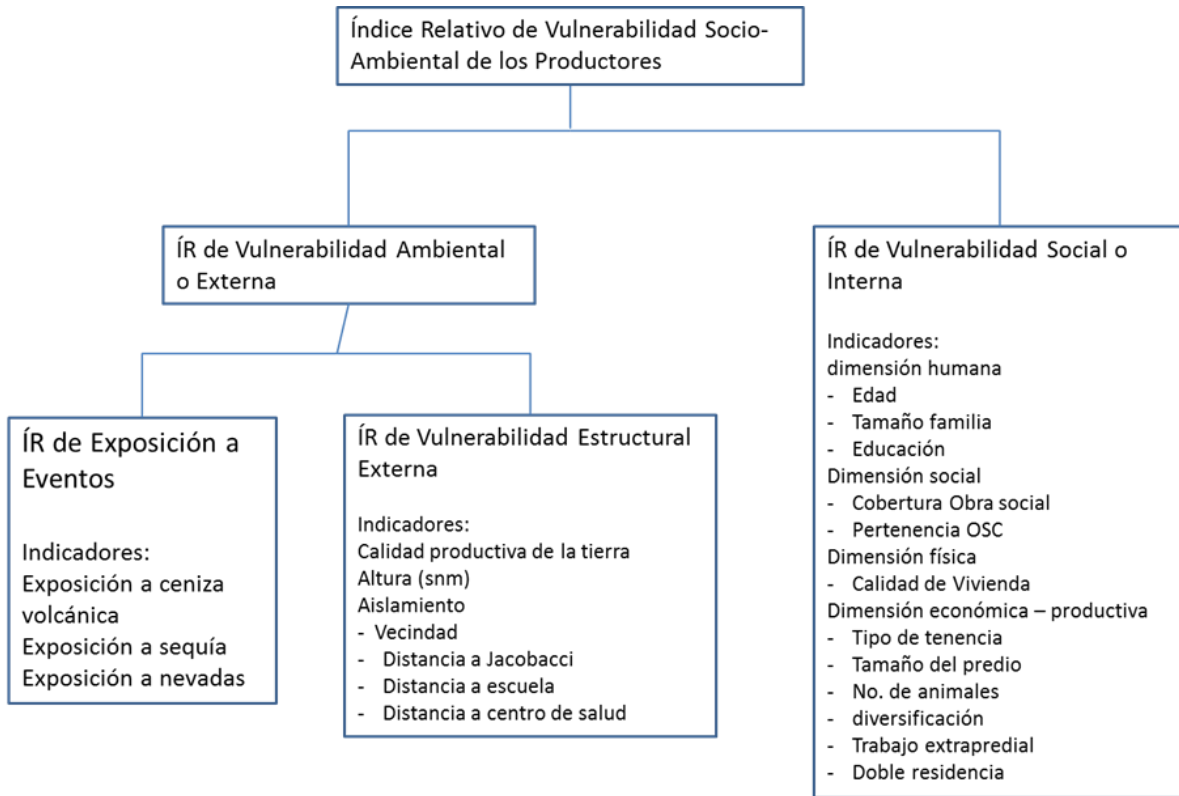 Índice Relativo de Vulnerabilidad Socio-
Ambiental de los Productores
ÍR de Vulnerabilidad Ambiental
o Externa
ÍR de Exposición a
Eventos
Indicadores:
Exposición a ceniza
volcánica
Exposición a sequía
Exposición a nevadas
ÍR de Vulnerabilidad Estructural
Externa
Indicadores:
Calidad productiva de la tierra
Altura (snm)
Aislamiento
- Vecindad
- Distancia a Jacobacci
- Distancia a escuela
- Distancia a centro de salud
ÍR de Vulnerabilidad Social o
Interna
Indicadores:
dimensión humana
- Edad
- Tamaño familia
- Educación
Dimensión social
- Cobertura Obra social
- Pertenencia OSC
Dimensión física
- Calidad de Vivienda
Dimensión económica – productiva
- Tipo de tenencia
- Tamaño del predio
- No. de animales
- diversificación
- Trabajo extrapredial
- Doble residencia